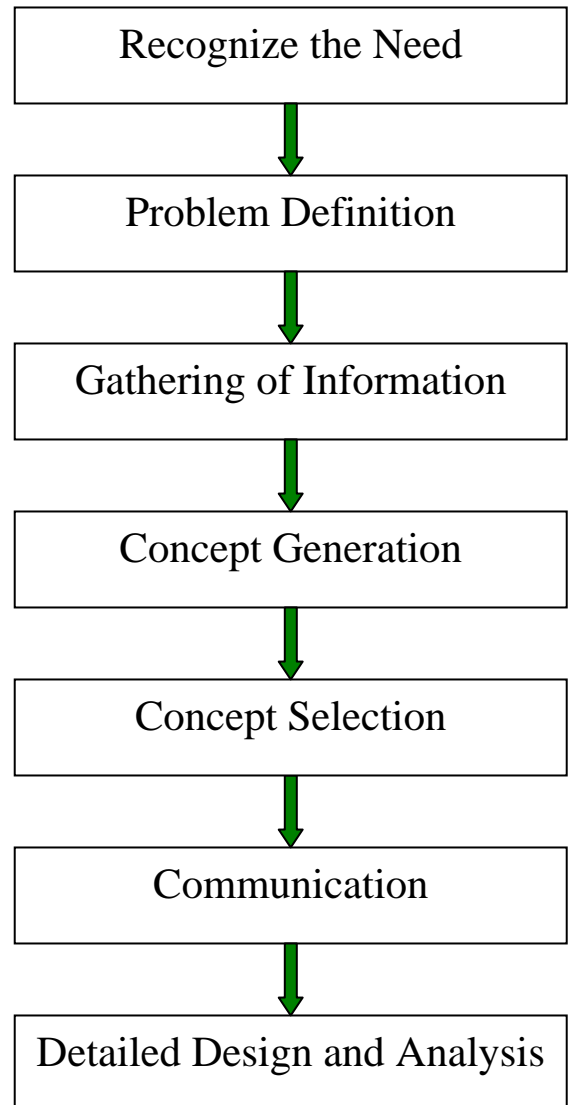 Recognize the Need
Problem Definition
Gathering of Information
Concept Generation
Concept Selection
Communication
Detailed Design and Analysis